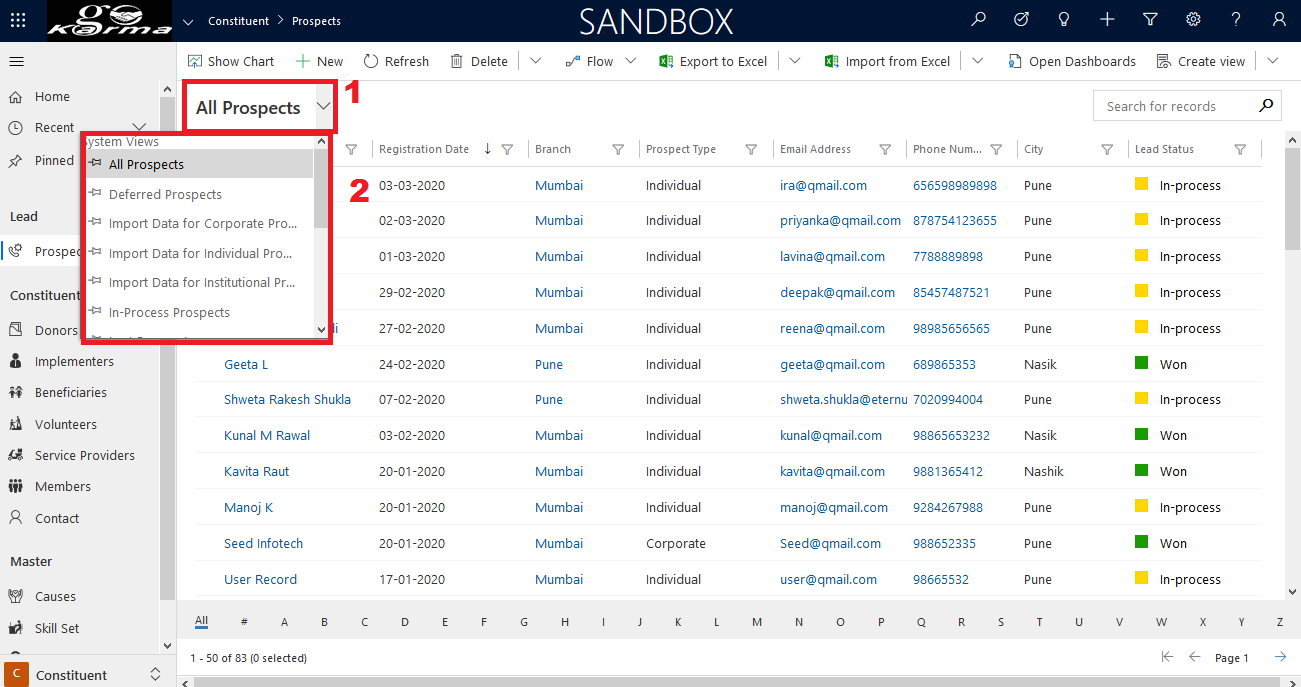 go karma
Constituent > Prospects
SANDBOX
Show Chart
New
Refresh
Delete
Flow
Export to Excel
Import from Excel
Open Dashboards
Create view
Home
Recent
Pinned
Lead
Prospec
Constituent
Donors
Implementers
Beneficiaries
Volunteers
Service Providers
Members
Contact
Master
Causes
Skill Set
C Constituent
All Prospects
1
Search for records
System Views
All Prospects
Deferred Prospects
Import Data for Corporate Pro...
Import Data for Individual Pro...
Import Data for Institutional Pr...
In-Process Prospects
2
Registration Date Branch Prospect Type Email Address Phone Num... City Lead Status
03-03-2020 Mumbai Individual ira@qmail.com 656598989898 Pune In-process
02-03-2020 Mumbai Individual priyanka@qmail.com 878754123655 Pune In-process
01-03-2020 Mumbai Individual lavina@qmail.com 7788889898 Pune In-process
29-02-2020 Mumbai Individual deepak@qmail.com 85457487521 Pune In-process
di 27-02-2020 Mumbai Individual reena@qmail.com 98985656565 Pune In-process
Geeta L 24-02-2020 Pune Individual geeta@qmail.com 689865353 Nasik Won
Shweta Rakesh Shukla 07-02-2020 Pune Individual shweta.shukla@eternu 7020994004 Pune In-process
Kunal M Rawal 03-02-2020 Mumbai Individual kunal@qmail.com 98865653232 Nasik Won
Kavita Raut 20-01-2020 Mumbai Individual kavita@qmail.com 9881365412 Nashik Won
Manoj K 20-01-2020 Mumbai Individual manoj@qmail.com 9284267988 Pune In-process
Seed Infotech 20-01-2020 Mumbai Corporate Seed@qmail.com 988652335 Pune Won
User Record 17-01-2020 Mumbai Individual user@qmail.com 98665532 Pune In-process
All # A B C D E F G H I J K L M N O P Q R S T U V W X Y Z
1 - 50 of 83 (0 selected)
Page 1